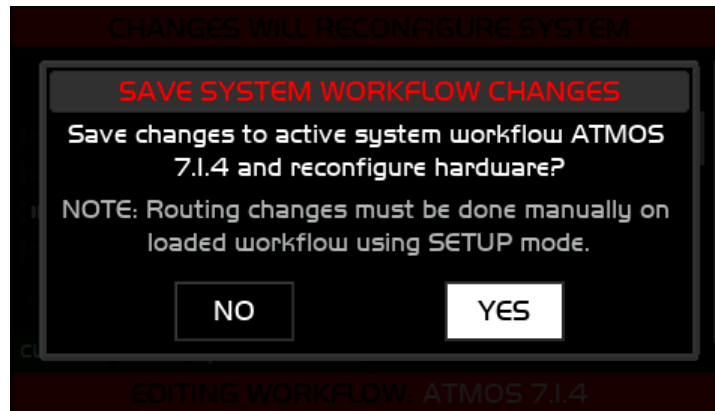 CHANGES WILL RECONFIGURE SYSTEM
SAVE SYSTEM WORKFLOW CHANGES
Save changes to active system workflow ATMOS
7.1.4 and reconfigure hardware?
NOTE: Routing changes must be done manually on
loaded workflow using SETUP mode.
NO
YES
EDITING WORKFLOW: ATMOS 7.1.4